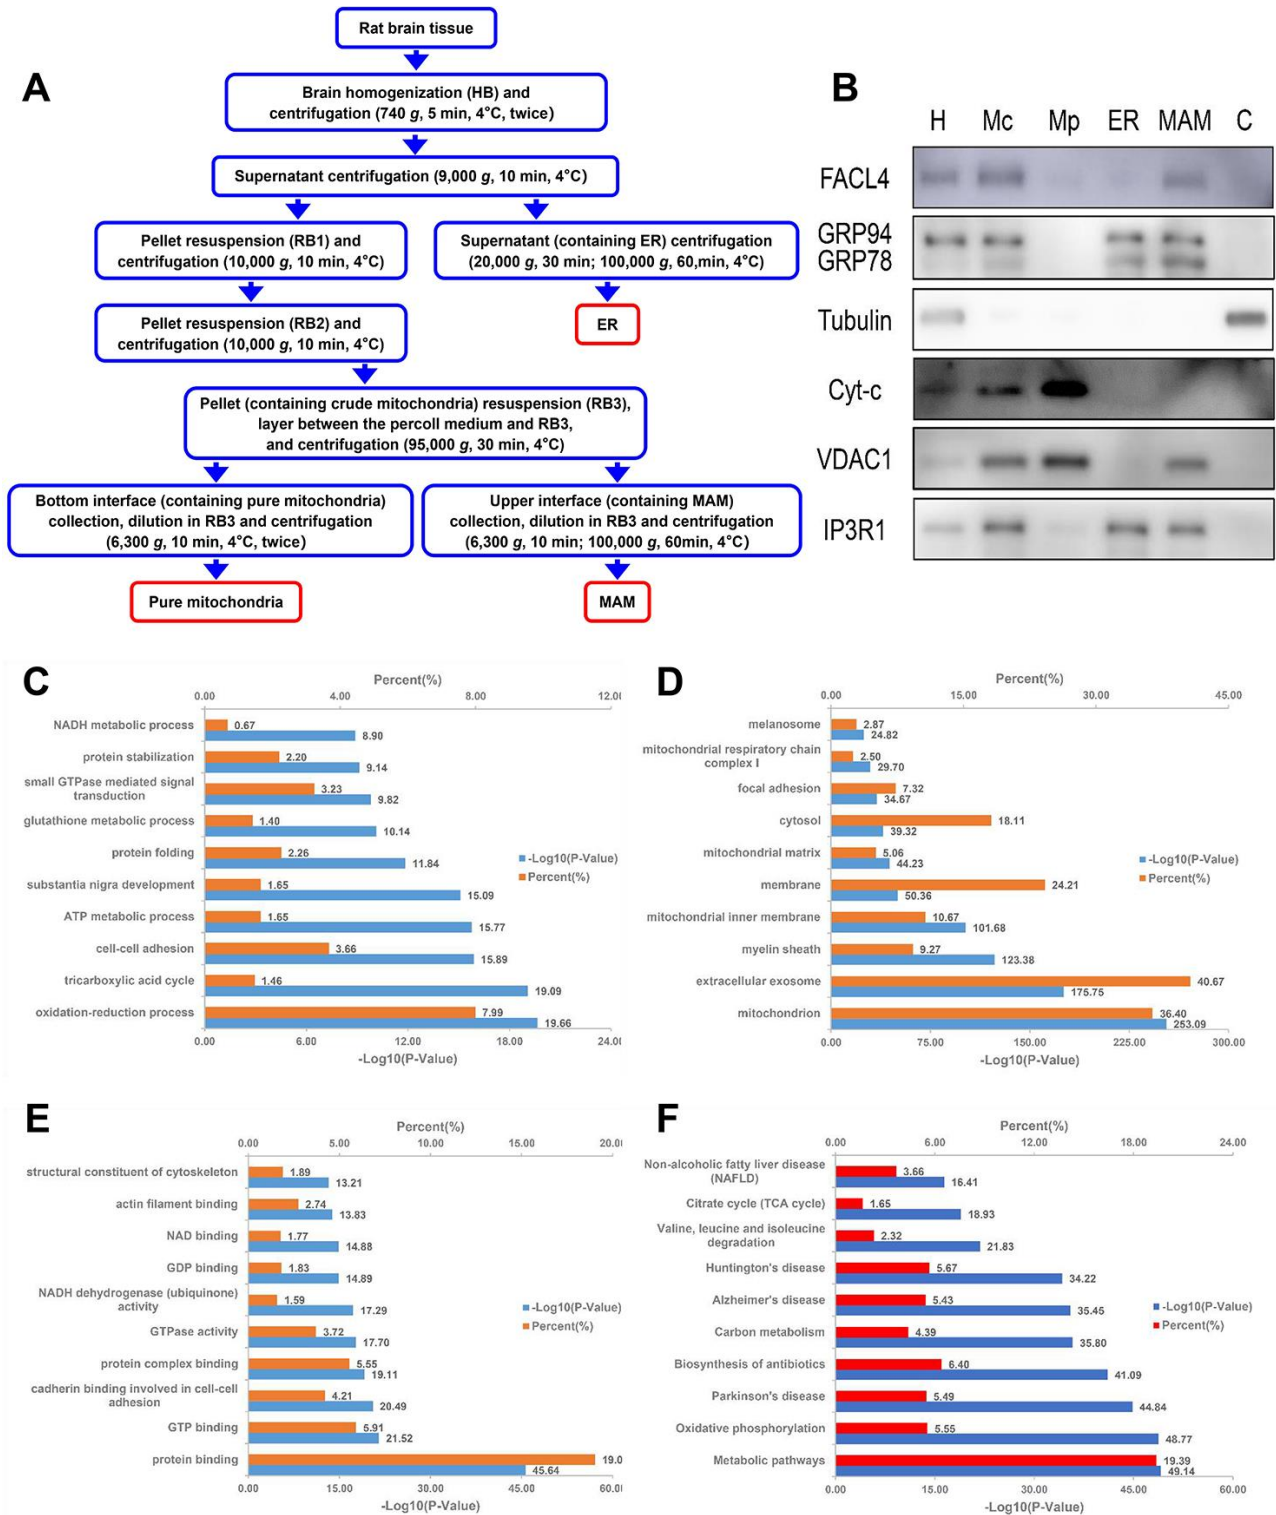 A
Rat brain tissue
Brain homogenization (HB) and
centrifugation (740 g, 5 min, 4°C, twice)
Supernatant centrifugation (9,000 g, 10 min, 4°C)
Pellet resuspension (RB1) and
centrifugation (10,000 g, 10 min, 4°C)
Supernatant (containing ER) centrifugation
(20,000 g, 30 min; 100,000 g, 60,min, 4°C)
Pellet resuspension (RB2) and
centrifugation (10,000 g, 10 min, 4°C)
ER
Pellet (containing crude mitochondria) resuspension (RB3),
layer between the percoll medium and RB3,
and centrifugation (95,000 g, 30 min, 4°C)
Bottom interface (containing pure mitochondria)
collection, dilution in RB3 and centrifugation
(6,300 g, 10 min, 4°C, twice)
Upper interface (containing MAM)
collection, dilution in RB3 and centrifugation
(6,300 g, 10 min; 100,000 g, 60min, 4°C)
Pure mitochondria
MAM
B
H Mc Mp ER MAM C
FACL4
GRP94
GRP78
Tubulin
Cyt-c
VDAC1
IP3R1
C
Percent(%)
0.00 4.00 8.00 12.00
NADH metabolic process 0.67 8.90
protein stabilization 2.20 9.14
small GTPase mediated signal
transduction 3.23 9.82
glutathione metabolic process 1.40 10.14
protein folding 2.26 11.84
substantia nigra development 1.65 15.09
ATP metabolic process 1.65 15.77
cell-cell adhesion 3.66 15.89
tricarboxylic acid cycle 1.46 19.09
oxidation-reduction process 7.99 19.66
-Log10(P-Value)
Percent(%)
0.00 6.00 12.00 18.00 24.00
-Log10(P-Value)
D
Percent(%)
0.00 15.00 30.00 45.00
melanosome 2.87 24.82
mitochondrial respiratory chain
complex I 2.50 29.70
focal adhesion 7.32 34.67
cytosol 18.11 39.32
mitochondrial matrix 5.06 44.23
membrane 24.21 50.36
mitochondrial inner membrane 10.67 101.68
myelin sheath 9.27 123.38
extracellular exosome 40.67 175.75
mitochondrion 36.40 253.09
-Log10(P-Value)
Percent(%)
0.00 75.00 150.00 225.00 300.00
-Log10(P-Value)
E
Percent(%)
0.00 5.00 10.00 15.00 20.00
structural constituent of cytoskeleton 1.89 13.21
actin filament binding 2.74 13.83
NAD binding 1.77 14.88
GDP binding 1.83 14.89
NADH dehydrogenase (ubiquinone)
activity 1.59 17.29
GTPase activity 3.72 17.70
protein complex binding 5.55 19.11
cadherin binding involved in cell-cell
adhesion 4.21 20.49
GTP binding 5.91 21.52
protein binding 19.0 45.64
-Log10(P-Value)
Percent(%)
0.00 15.00 30.00 45.00 60.00
-Log10(P-Value)
F
Percent(%)
0.00 6.00 12.00 18.00 24.00
Non-alcoholic fatty liver disease
(NAFLD) 3.66 16.41
Citrate cycle (TCA cycle) 1.65 18.93
Valine, leucine and isoleucine
degradation 2.32 21.83
Huntington's disease 5.67 34.22
Alzheimer's disease 5.43 35.45
Carbon metabolism 4.39 35.80
Biosynthesis of antibiotics 6.40 41.09
Parkinson's disease 5.49 44.84
Oxidative phosphorylation 5.55 48.77
Metabolic pathways 19.39 49.14
-Log10(P-Value)
Percent(%)
0.00 15.00 30.00 45.00 60.00
-Log10(P-Value)